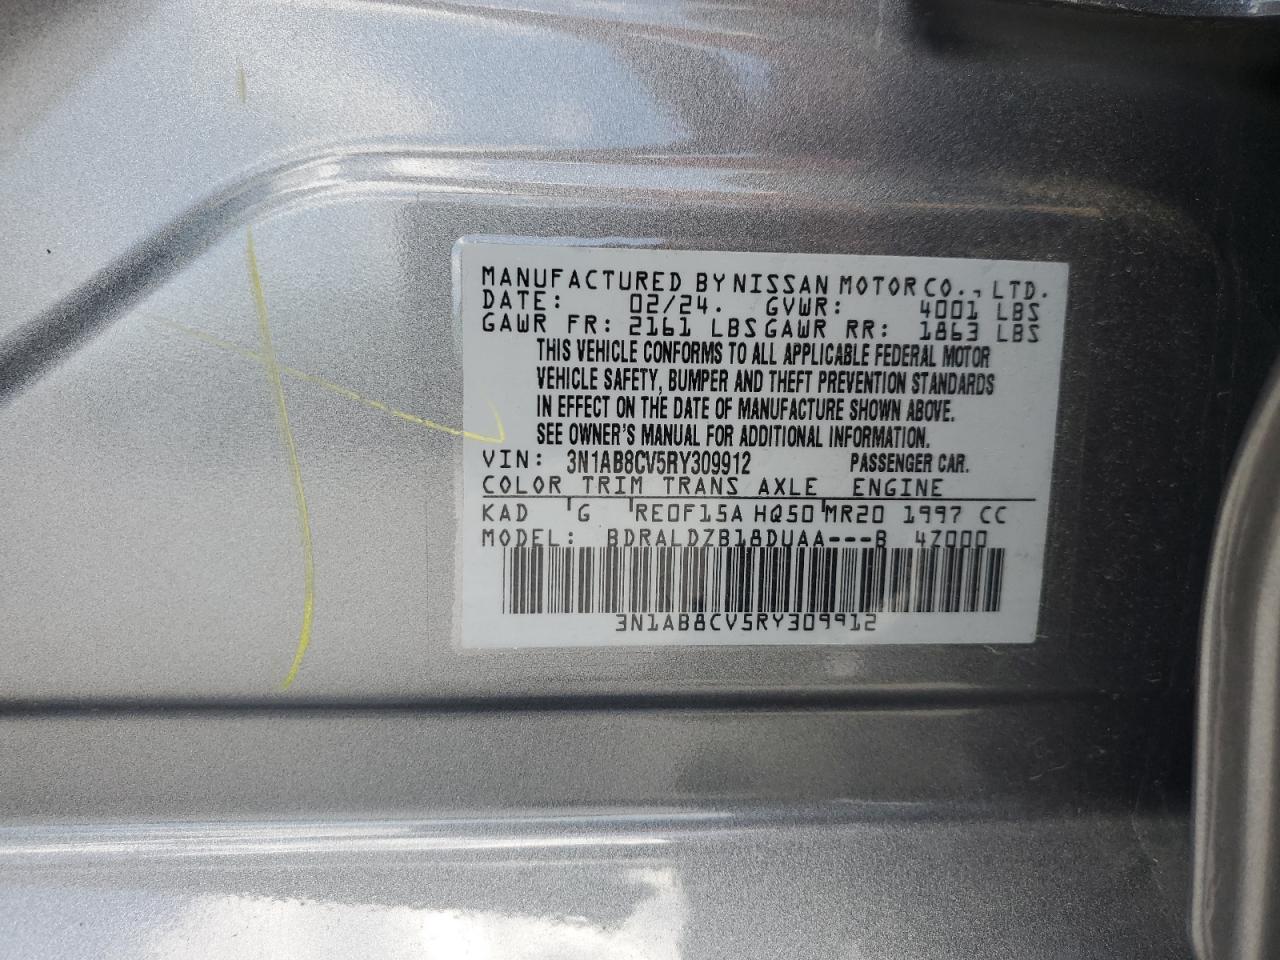 MANUFACTURED BY NISSAN MOTOR CO., LTD.
DATE: 02/24. GVWR: 4001 LBS
GAWR FR: 2161 LBS GAWR RR: 1863 LBS
THIS VEHICLE CONFORMS TO ALL APPLICABLE FEDERAL MOTOR
VEHICLE SAFETY, BUMPER AND THEFT PREVENTION STANDARDS
IN EFFECT ON THE DATE OF MANUFACTURE SHOWN ABOVE.
SEE OWNER'S MANUAL FOR ADDITIONAL INFORMATION.
VIN: 3N1AB8CV5RY309912 PASSENGER CAR.
COLOR TRIM TRANS AXLE ENGINE
KAD G RE0F15A HQ50 MR20 1997 CC
MODEL: BDRALDZB18DUAA---B 4Z000
3N1AB8CV5RY309912